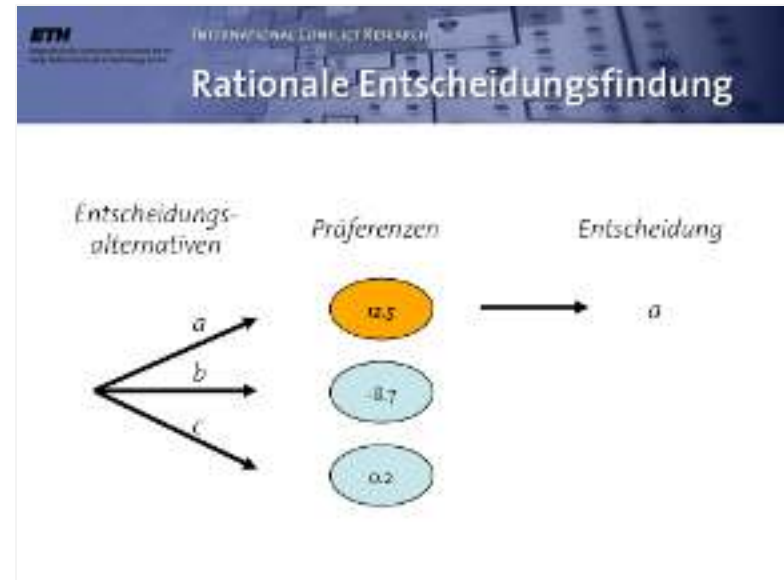 ETH
INTERNATIONAL CONFLICT RESEARCH
Rationale Entscheidungsfindung
Entscheidungs-
alternativen
Präferenzen
Entscheidung
a
12.5
a
b
-8.7
c
0.2